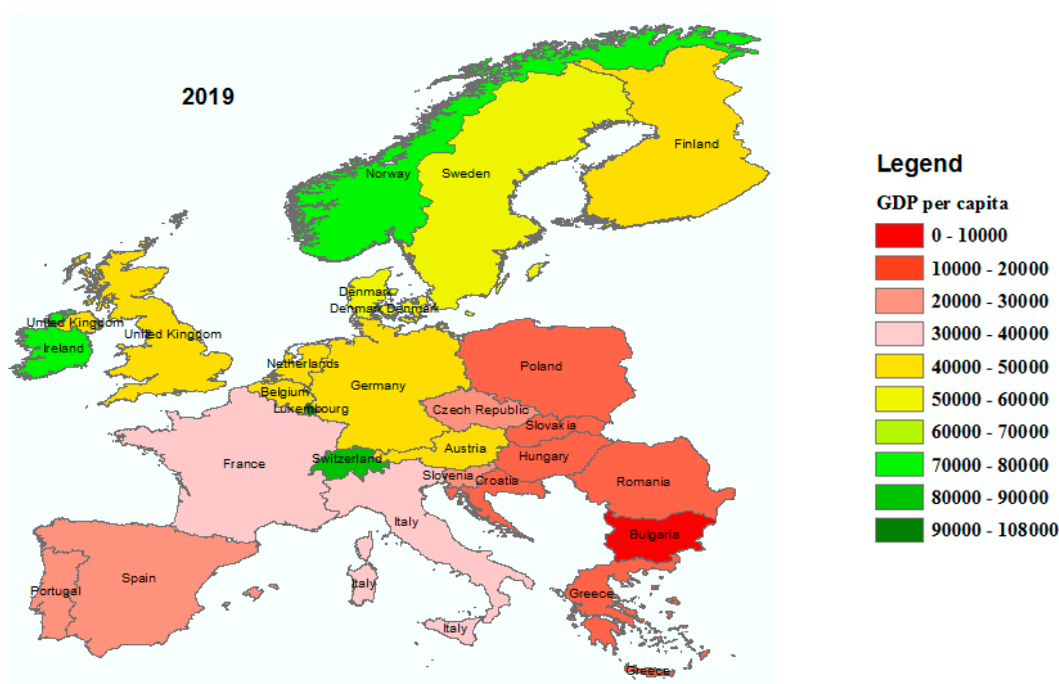 2019
Finland
Norway
Sweden
Denmark
Denmark Denmark
United Kingdom
United Kingdom
Ireland
Netherlands
Germany
Belgium
Luxembourg
Poland
Czech Republic
Slovakia
Austria
Hungary
Switzerland
France
Slovenia
Croatia
Romania
Italy
Bulgaria
Spain
Portugal
Italy
Greece
Italy
Greece
Legend
GDP per capita
0 - 10000
10000 - 20000
20000 - 30000
30000 - 40000
40000 - 50000
50000 - 60000
60000 - 70000
70000 - 80000
80000 - 90000
90000 - 108000